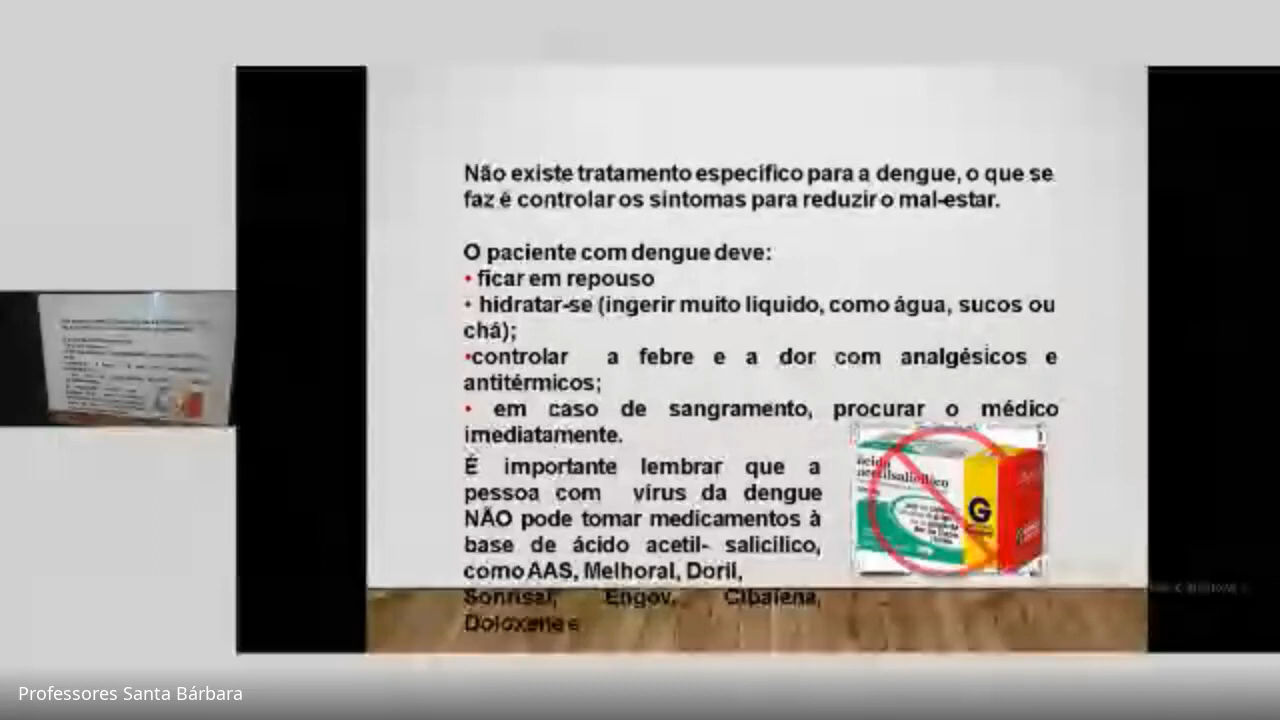 Não existe tratamento específico para a dengue, o que se
faz é controlar os sintomas para reduzir o mal-estar.
O paciente com dengue deve:
• ficar em repouso
• hidratar-se (ingerir muito líquido, como água, sucos ou
chá);
•controlar a febre e a dor com analgésicos e
antitérmicos;
• em caso de sangramento, procurar o médico
imediatamente.
É importante lembrar que a
pessoa com vírus da dengue
NÃO pode tomar medicamentos à
base de ácido acetil- salicílico,
como AAS, Melhoral, Doril,
Sonrisal, Engov, Cibalena,
Doloxene e
ácido
acetilsalicílico
G
Professores Santa Bárbara